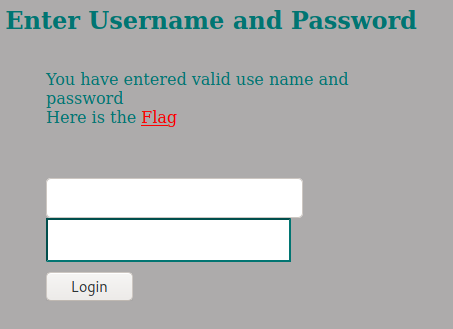 Enter Username and Password
You have entered valid use name and
password
Here is the Flag
Login